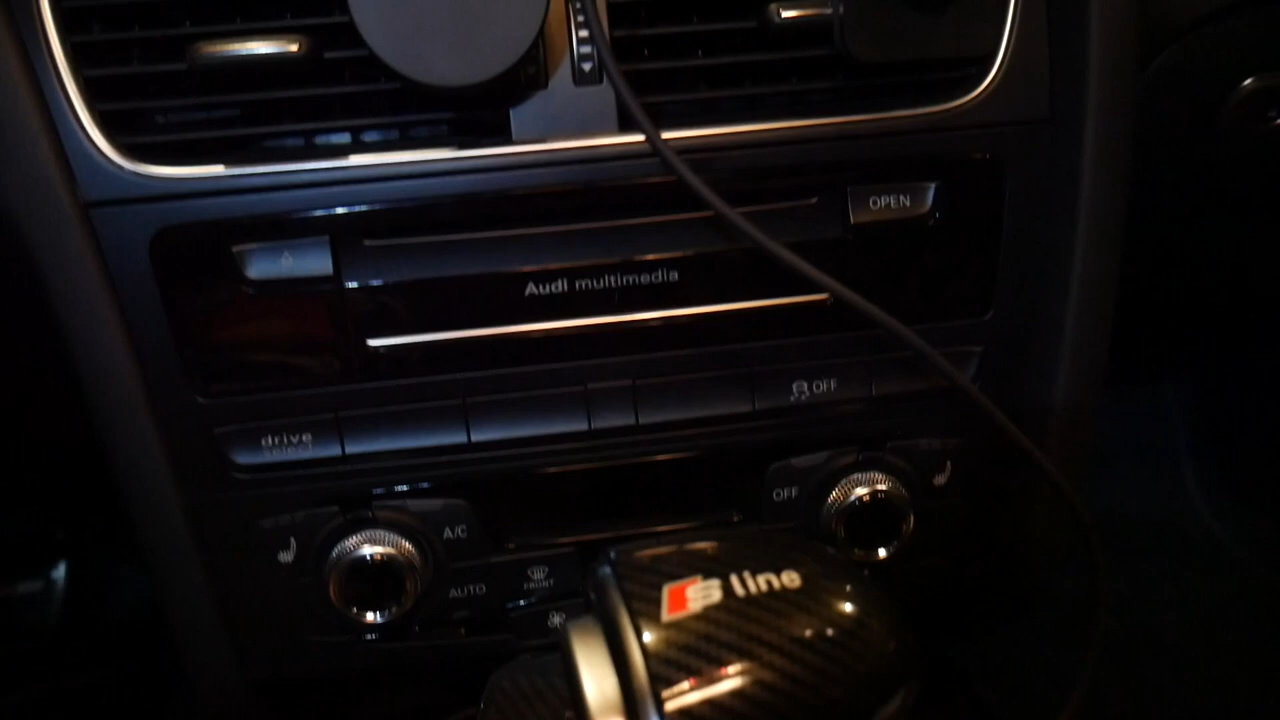 OPEN
Audi multimedia
OFF
drive
select
OFF
A/C
AUTO
FRONT
S line